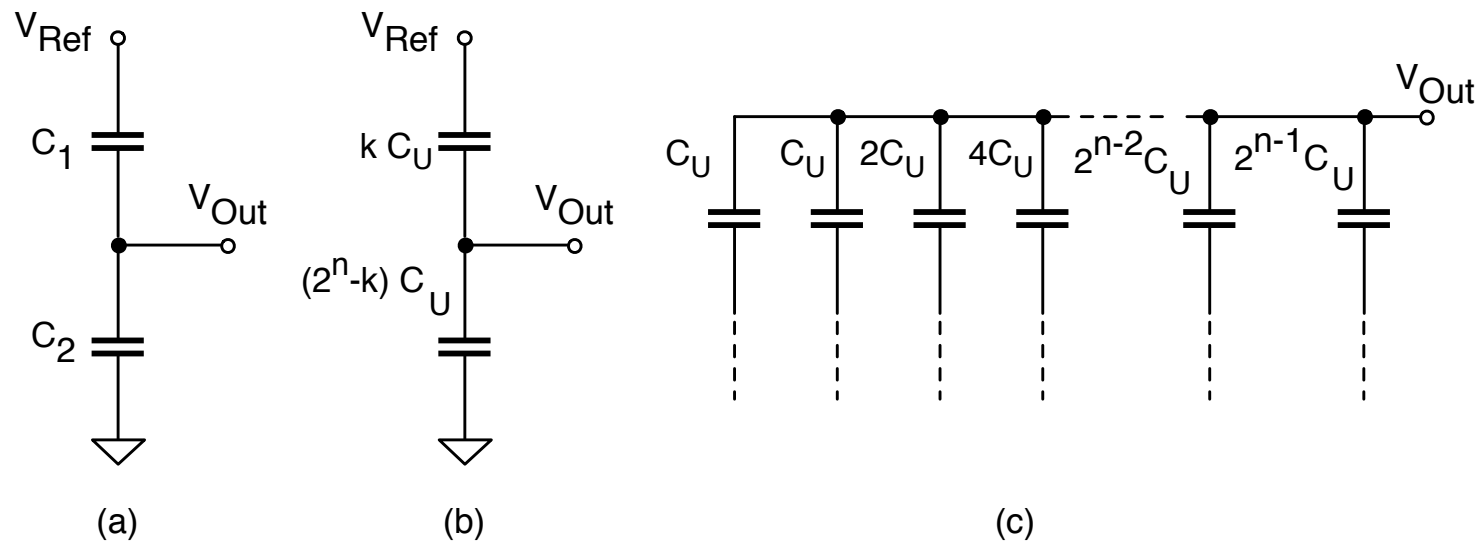 V_Ref
C_1
V_Out
C_2
(a)
V_Ref
k C_U
V_Out
(2^n-k) C_U
(b)
V_Out
C_U C_U 2C_U 4C_U 2^{n-2}C_U 2^{n-1}C_U
(c)